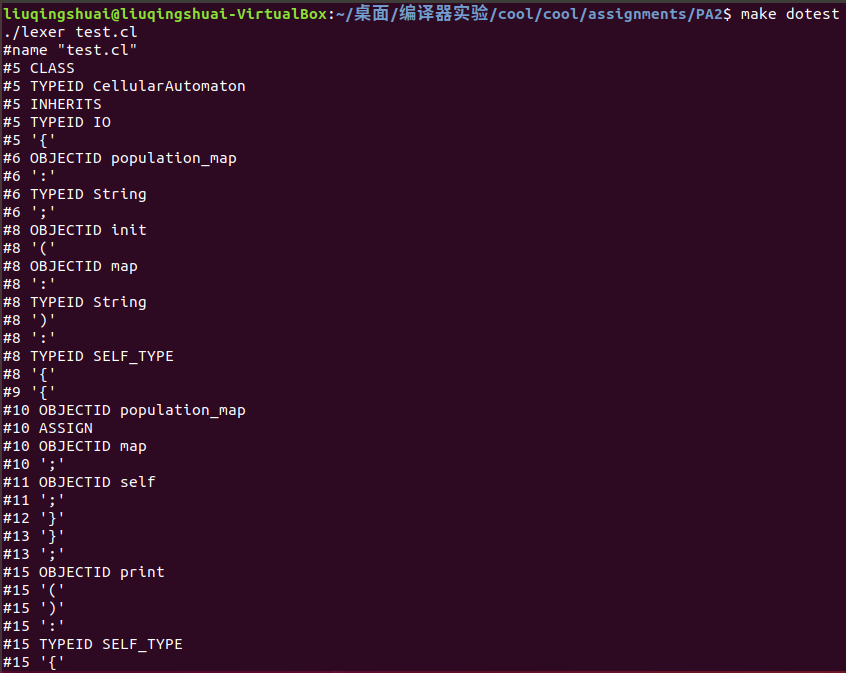 liuqingshuai@liuqingshuai-VirtualBox:~/桌面/编译器实验/cool/cool/assignments/PA2$ make dotest
./lexer test.cl
#name "test.cl"
#5 CLASS
#5 TYPEID CellularAutomaton
#5 INHERITS
#5 TYPEID IO
#5 '{'
#6 OBJECTID population_map
#6 ':'
#6 TYPEID String
#6 ';'
#8 OBJECTID init
#8 '('
#8 OBJECTID map
#8 ':'
#8 TYPEID String
#8 ')'
#8 ':'
#8 TYPEID SELF_TYPE
#8 '{'
#9 '{'
#10 OBJECTID population_map
#10 ASSIGN
#10 OBJECTID map
#10 ';'
#11 OBJECTID self
#11 ';'
#12 '}'
#13 '}'
#13 ';'
#15 OBJECTID print
#15 '('
#15 ')'
#15 ':'
#15 TYPEID SELF_TYPE
#15 '{'